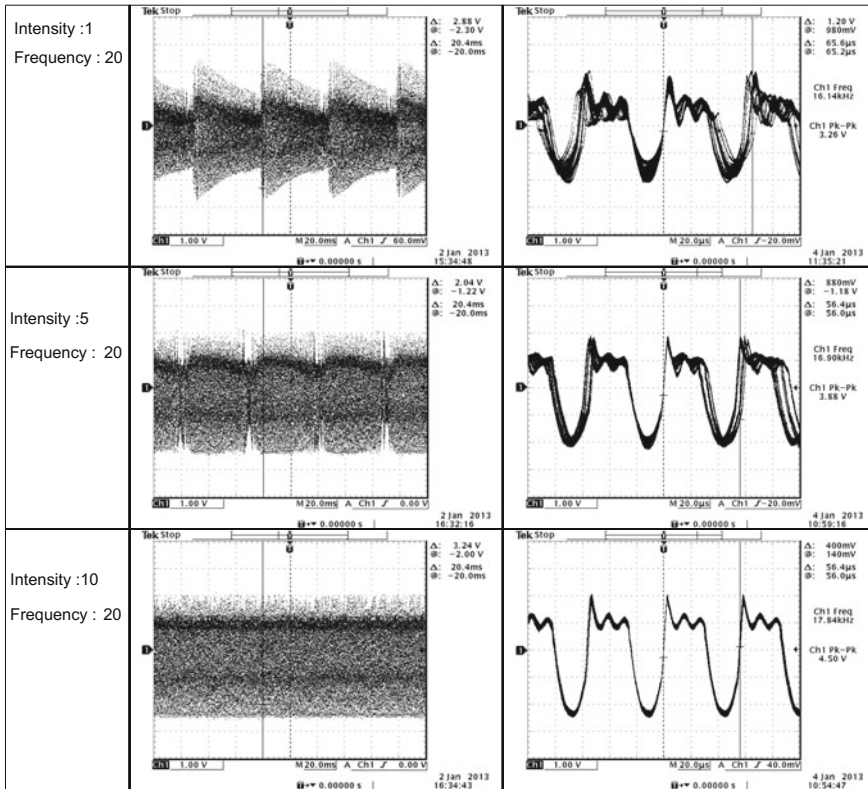 Intensity :1
Frequency : 20
Tek Stop
Δ: 2.88 V
@: −2.30 V
Δ: 20.4ms
@: −20.0ms
1
Ch1 1.00 V M 20.0ms A Ch1 ∫ 60.0mV
0.00000 s
2 Jan 2013
15:34:48
Tek Stop
Δ: 1.20 V
@: 980mV
Δ: 65.6µs
@: 65.2µs
Ch1 Freq
16.14kHz
Ch1 Pk−Pk
3.26 V
1
Ch1 1.00 V M 20.0µs A Ch1 ∫ −20.0mV
0.00000 s
4 Jan 2013
11:35:21
Intensity :5
Frequency : 20
Tek Stop
Δ: 2.04 V
@: −1.22 V
Δ: 20.4ms
@: −20.0ms
1
Ch1 1.00 V M 20.0ms A Ch1 ∫ 0.00 V
0.00000 s
2 Jan 2013
16:32:16
Tek Stop
Δ: 880mV
@: −1.18 V
Δ: 56.4µs
@: 56.0µs
Ch1 Freq
16.90kHz
Ch1 Pk−Pk
3.88 V
1
Ch1 1.00 V M 20.0µs A Ch1 ∫ −20.0mV
0.00000 s
4 Jan 2013
10:59:16
Intensity :10
Frequency : 20
Tek Stop
Δ: 3.24 V
@: −2.00 V
Δ: 20.4ms
@: −20.0ms
1
Ch1 1.00 V M 20.0ms A Ch1 ∫ 0.00 V
0.00000 s
2 Jan 2013
16:34:43
Tek Stop
Δ: 400mV
@: 140mV
Δ: 56.4µs
@: 56.0µs
Ch1 Freq
17.84kHz
Ch1 Pk−Pk
4.50 V
1
Ch1 1.00 V M 20.0µs A Ch1 ∫ 40.0mV
0.00000 s
4 Jan 2013
10:54:47